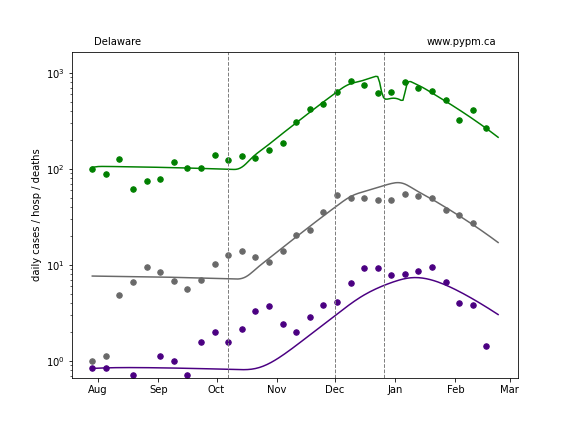 Delaware
www.pypm.ca
daily cases / hosp / deaths
10³
10²
10¹
10⁰
Aug Sep Oct Nov Dec Jan Feb Mar